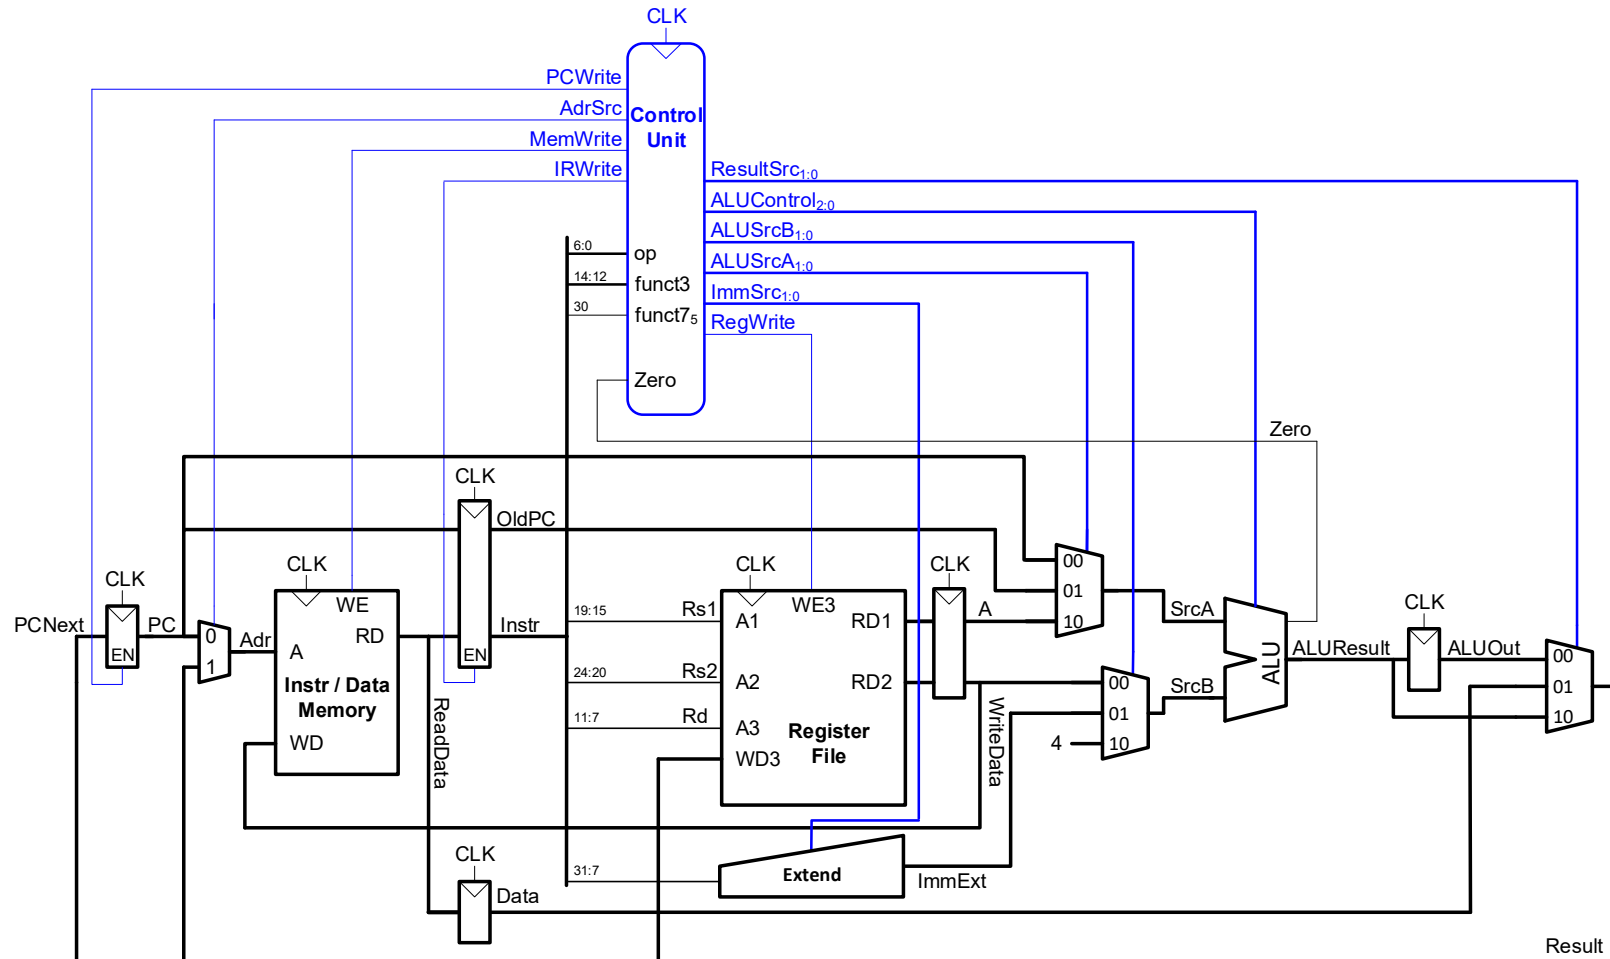 CLK
PCWrite
AdrSrc
MemWrite
IRWrite
Control
Unit
ResultSrc1:0
ALUControl2:0
ALUSrcB1:0
ALUSrcA1:0
ImmSrc1:0
RegWrite
6:0
op
14:12
funct3
30
funct75
Zero
Zero
CLK
OldPC
CLK
PCNext
EN
PC
0
1
Adr
CLK
WE
A
RD
Instr / Data
Memory
WD
EN
Instr
ReadData
19:15
Rs1
24:20
Rs2
11:7
Rd
31:7
CLK
WE3
A1
A2
A3
WD3
RD1
RD2
Register
File
CLK
A
WriteData
00
01
10
00
01
10
4
SrcA
SrcB
ALU
ALUResult
CLK
ALUOut
00
01
10
CLK
Data
Extend
ImmExt
Result